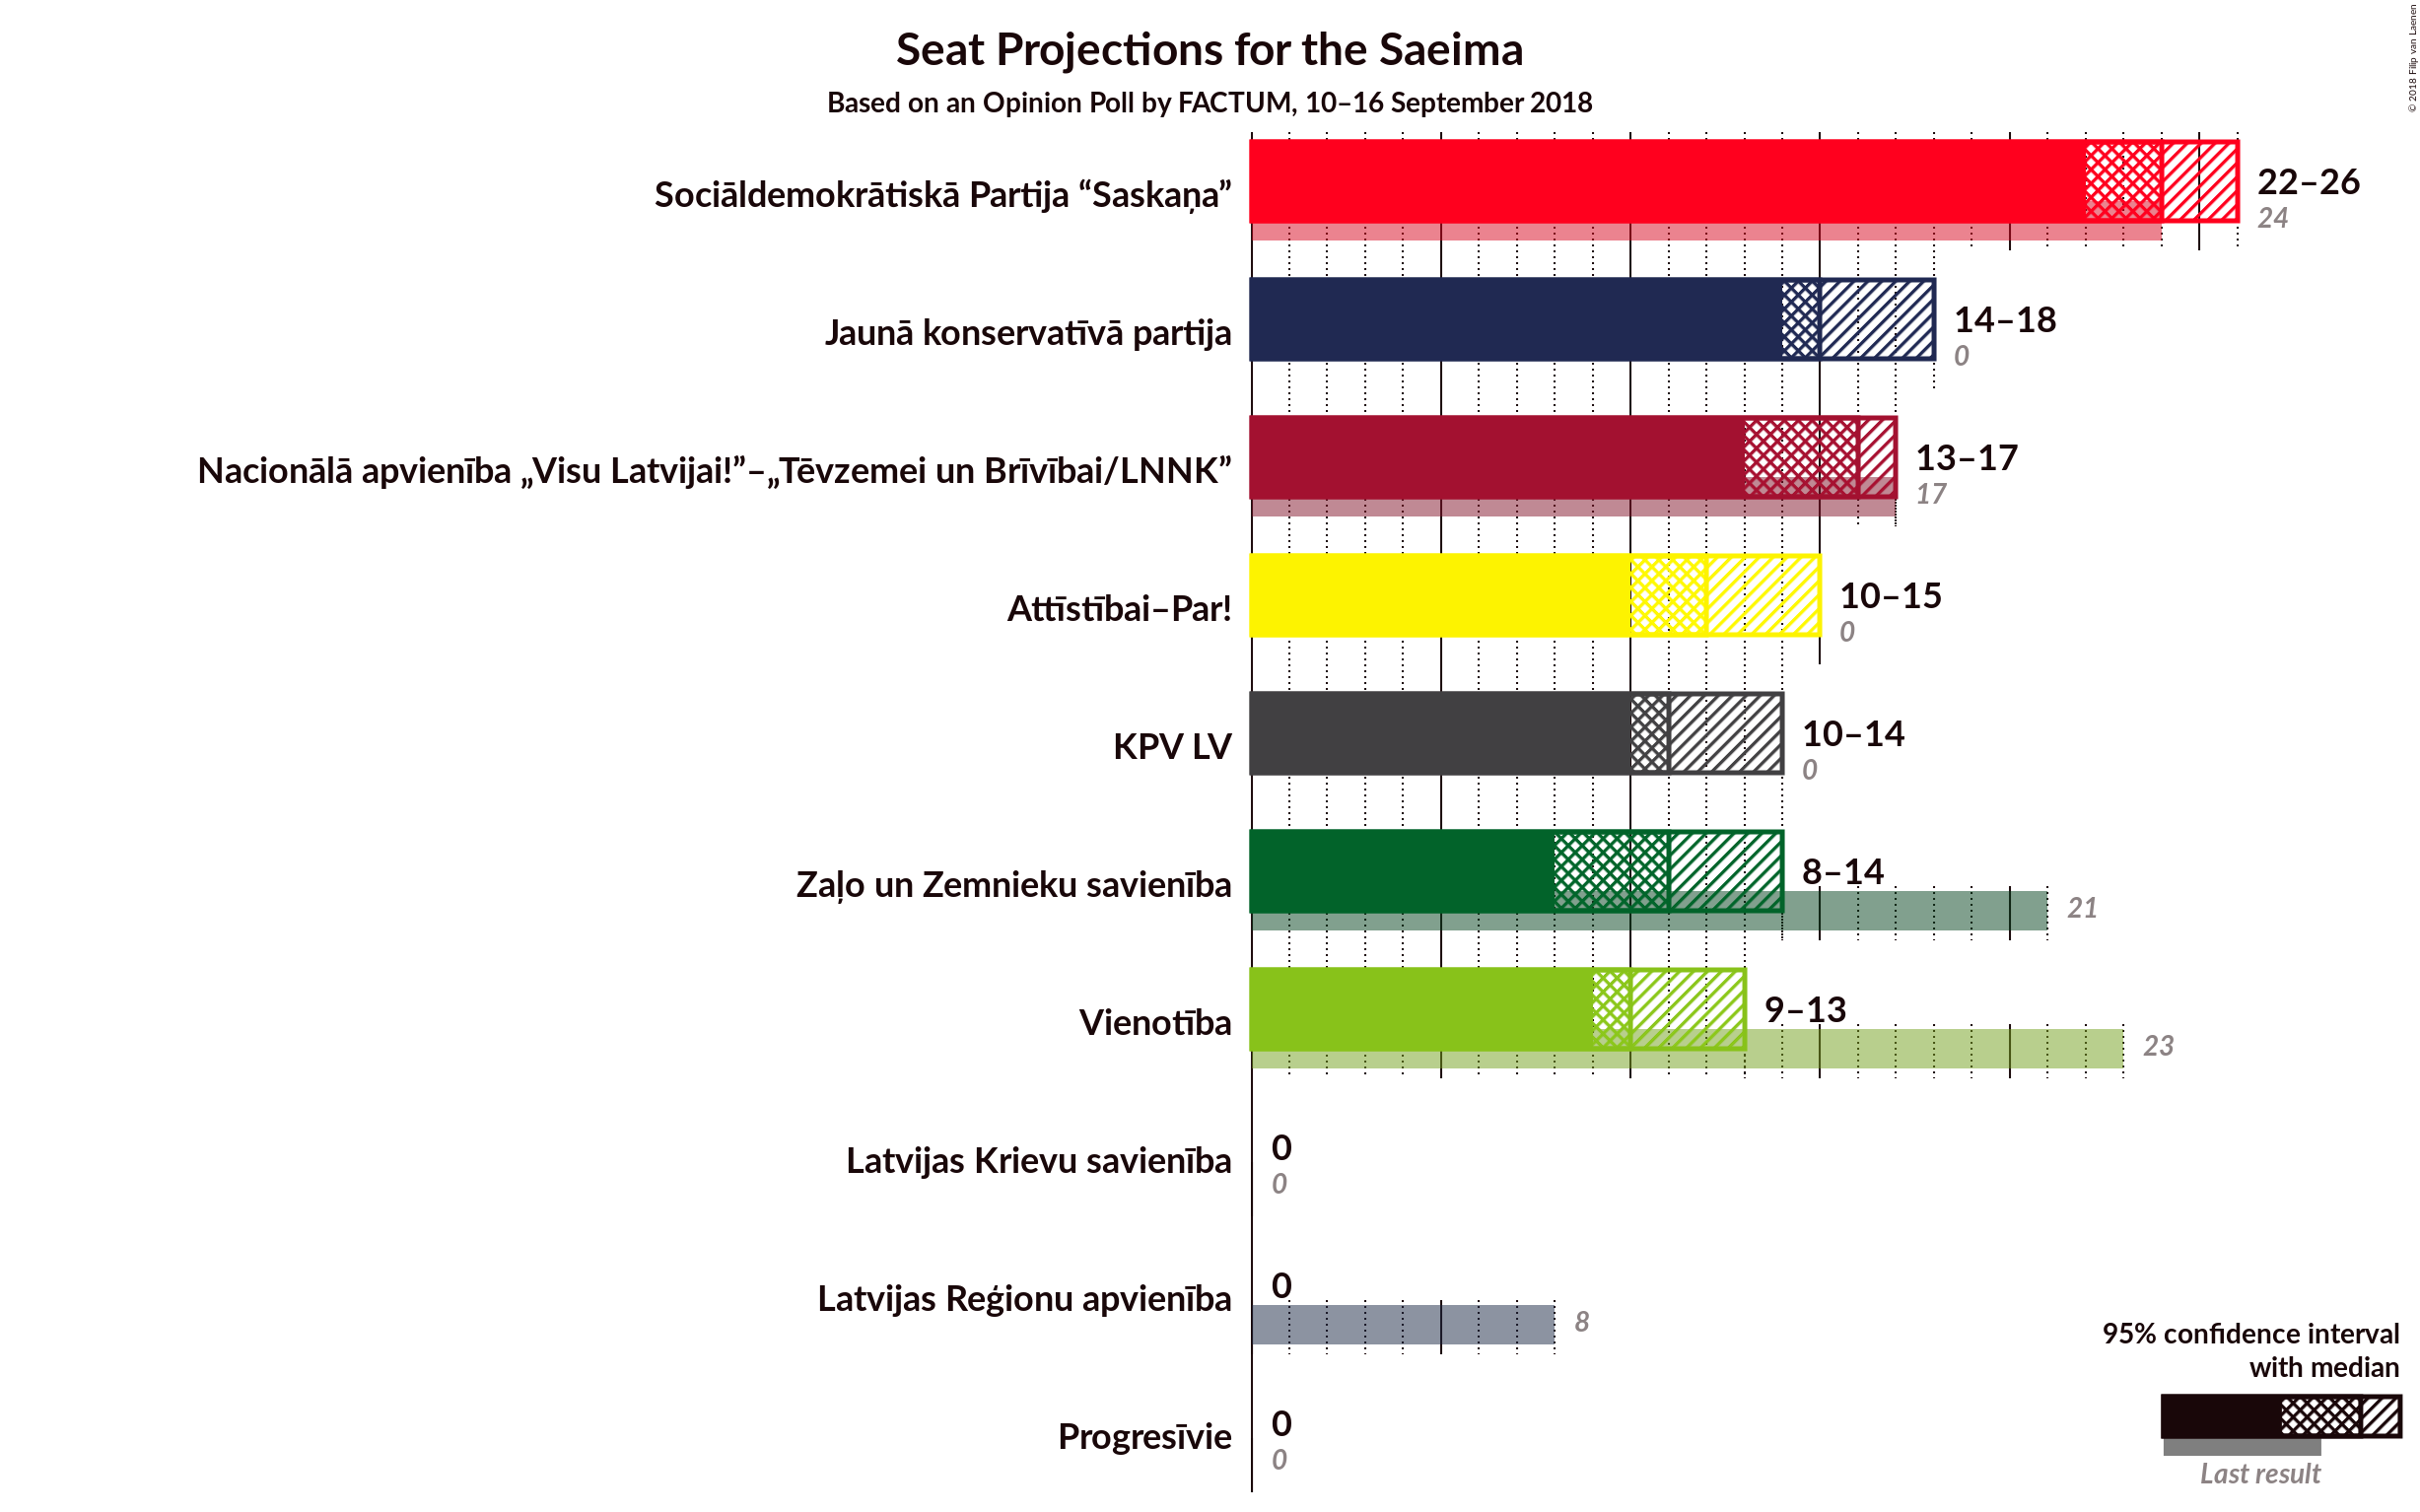 Seat Projections for the Saeima
Based on an Opinion Poll by FACTUM, 10–16 September 2018
© 2018 Filip van Laenen
Sociāldemokrātiskā Partija “Saskaņa”
22–26
24
Jaunā konservatīvā partija
14–18
0
Nacionālā apvienība „Visu Latvijai!”–„Tēvzemei un Brīvībai/LNNK”
13–17
17
Attīstībai–Par!
10–15
0
KPV LV
10–14
0
Zaļo un Zemnieku savienība
8–14
21
Vienotība
9–13
23
Latvijas Krievu savienība
0
0
Latvijas Reģionu apvienība
0
8
Progresīvie
0
0
95% confidence interval
with median
Last result